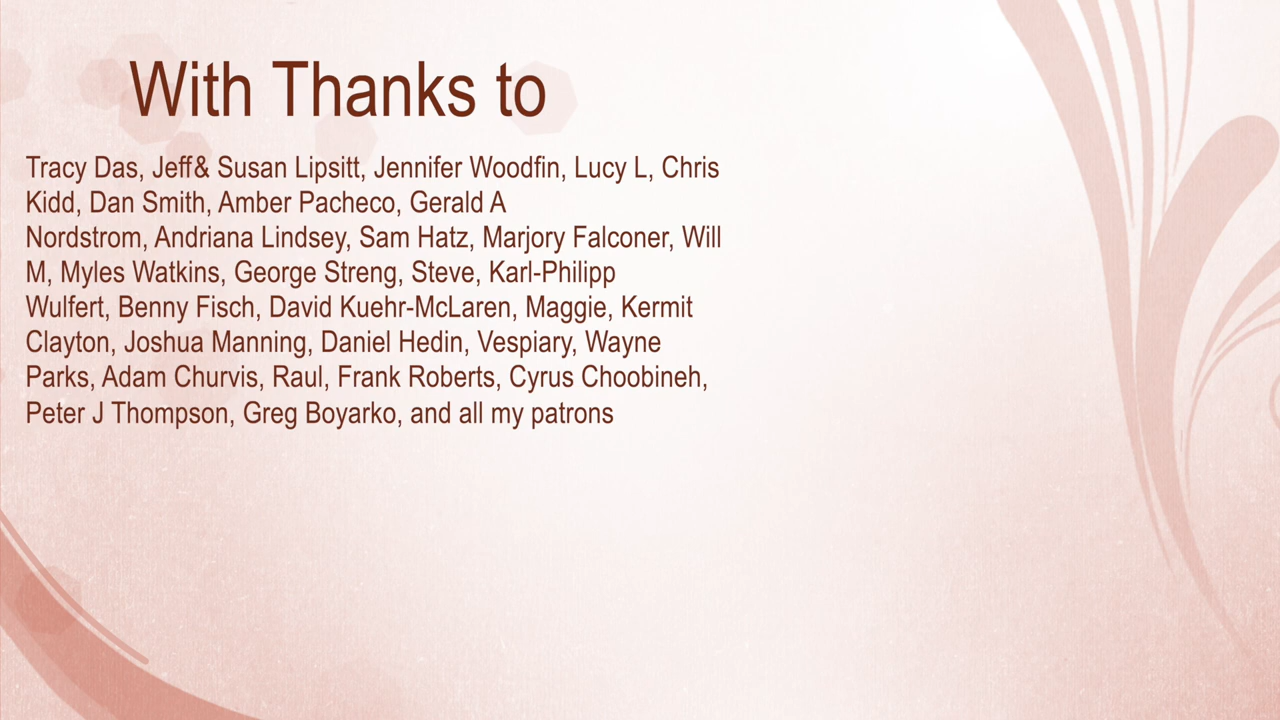 With Thanks to
Tracy Das, Jeff& Susan Lipsitt, Jennifer Woodfin, Lucy L, Chris
Kidd, Dan Smith, Amber Pacheco, Gerald A
Nordstrom, Andriana Lindsey, Sam Hatz, Marjory Falconer, Will
M, Myles Watkins, George Streng, Steve, Karl-Philipp
Wulfert, Benny Fisch, David Kuehr-McLaren, Maggie, Kermit
Clayton, Joshua Manning, Daniel Hedin, Vespiary, Wayne
Parks, Adam Churvis, Raul, Frank Roberts, Cyrus Choobineh,
Peter J Thompson, Greg Boyarko, and all my patrons